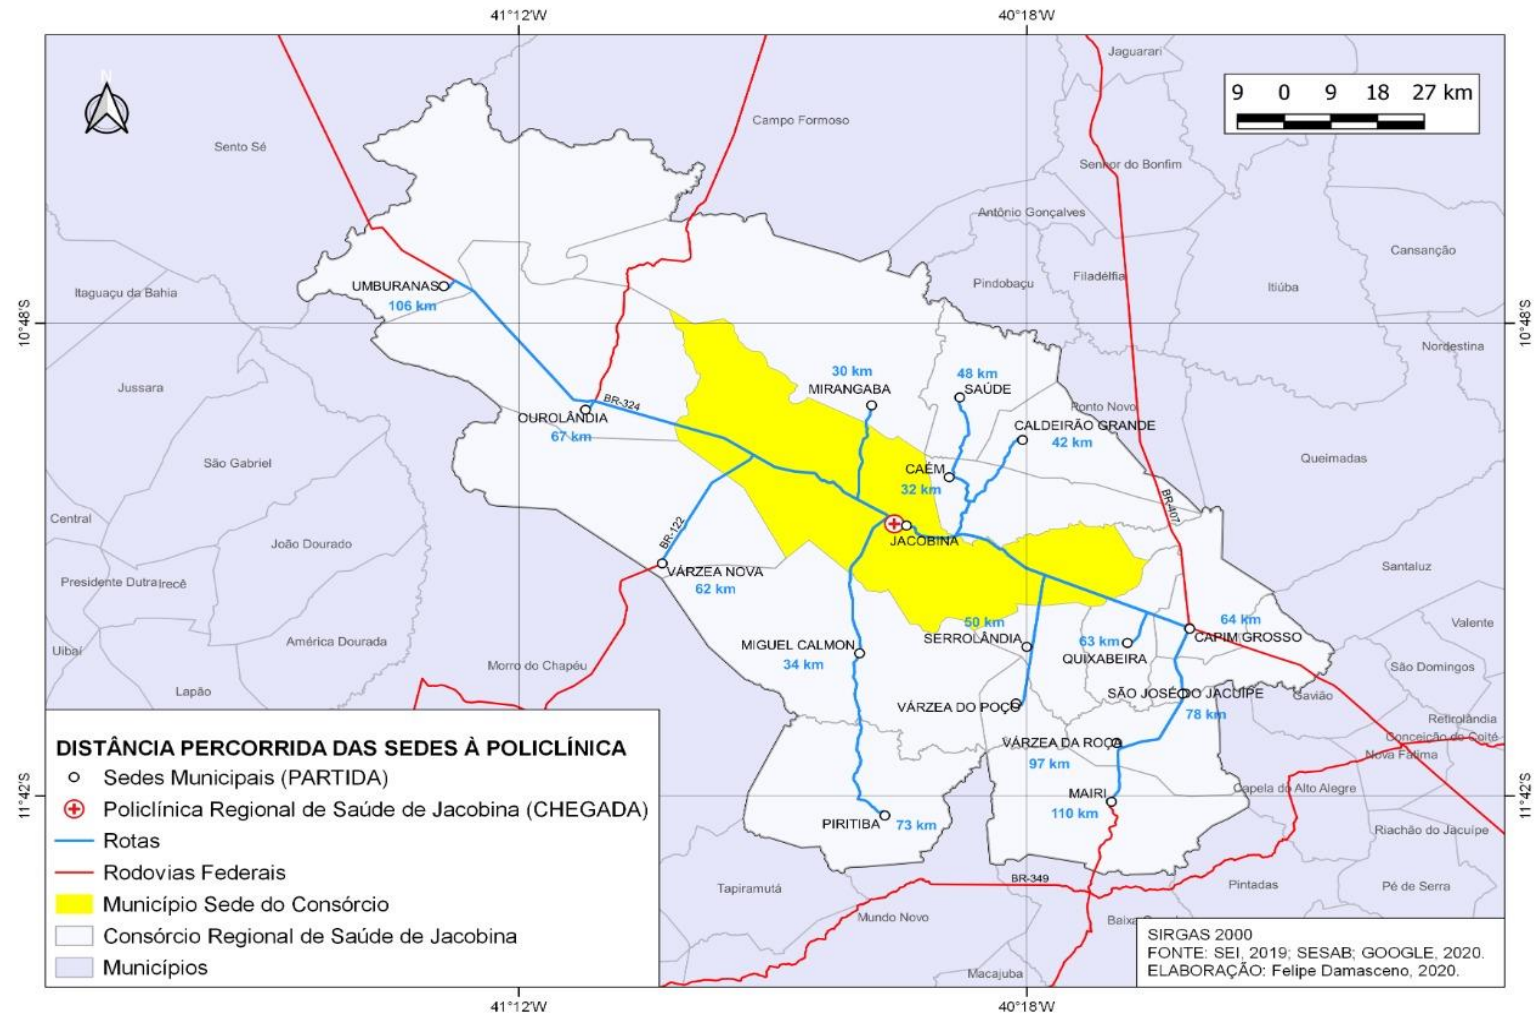 41°12'W
40°18'W
Jaguarari
N
9 0 9 18 27 km
Campo Formoso
Sento Sé
Senhor do Bonfim
Antônio Gonçalves
Cansanção
Filadélfia
Pindobaçu
Itiúba
UMBURANAS
106 km
Itaguaçu da Bahia
10°48'S
10°48'S
Nordestina
30 km
48 km
Jussara
MIRANGABA
SAÚDE
BR-324
Ponto Novo
OUROLÂNDIA
CALDEIRÃO GRANDE
67 km
42 km
São Gabriel
Queimadas
CAÉM
32 km
BR-407
Central
BR-122
João Dourado
JACOBINA
Santaluz
VÁRZEA NOVA
Presidente Dutra
Irecê
62 km
50 km
64 km
Valente
América Dourada
SERROLÂNDIA
63 km
CAPIM GROSSO
Uibaí
MIGUEL CALMON
QUIXABEIRA
34 km
Morro do Chapéu
São Domingos
Lapão
SÃO JOSÉ DO JACUÍPE
Gavião
VÁRZEA DO POÇO
78 km
Retirolândia
Conceição do Coité
VÁRZEA DA ROÇA
Nova Fátima
97 km
Capela do Alto Alegre
MAIRI
11°42'S
110 km
PIRITIBA
73 km
Riachão do Jacuípe
BR-349
Tapiramutá
Pintadas
Pé de Serra
Mundo Novo
Baixa
Macajuba
DISTÂNCIA PERCORRIDA DAS SEDES À POLICLÍNICA
Sedes Municipais (PARTIDA)
Policlínica Regional de Saúde de Jacobina (CHEGADA)
Rotas
Rodovias Federais
Município Sede do Consórcio
Consórcio Regional de Saúde de Jacobina
Municípios
11°42'S
SIRGAS 2000
FONTE: SEI, 2019; SESAB; GOOGLE, 2020.
ELABORAÇÃO: Felipe Damasceno, 2020.
41°12'W
40°18'W